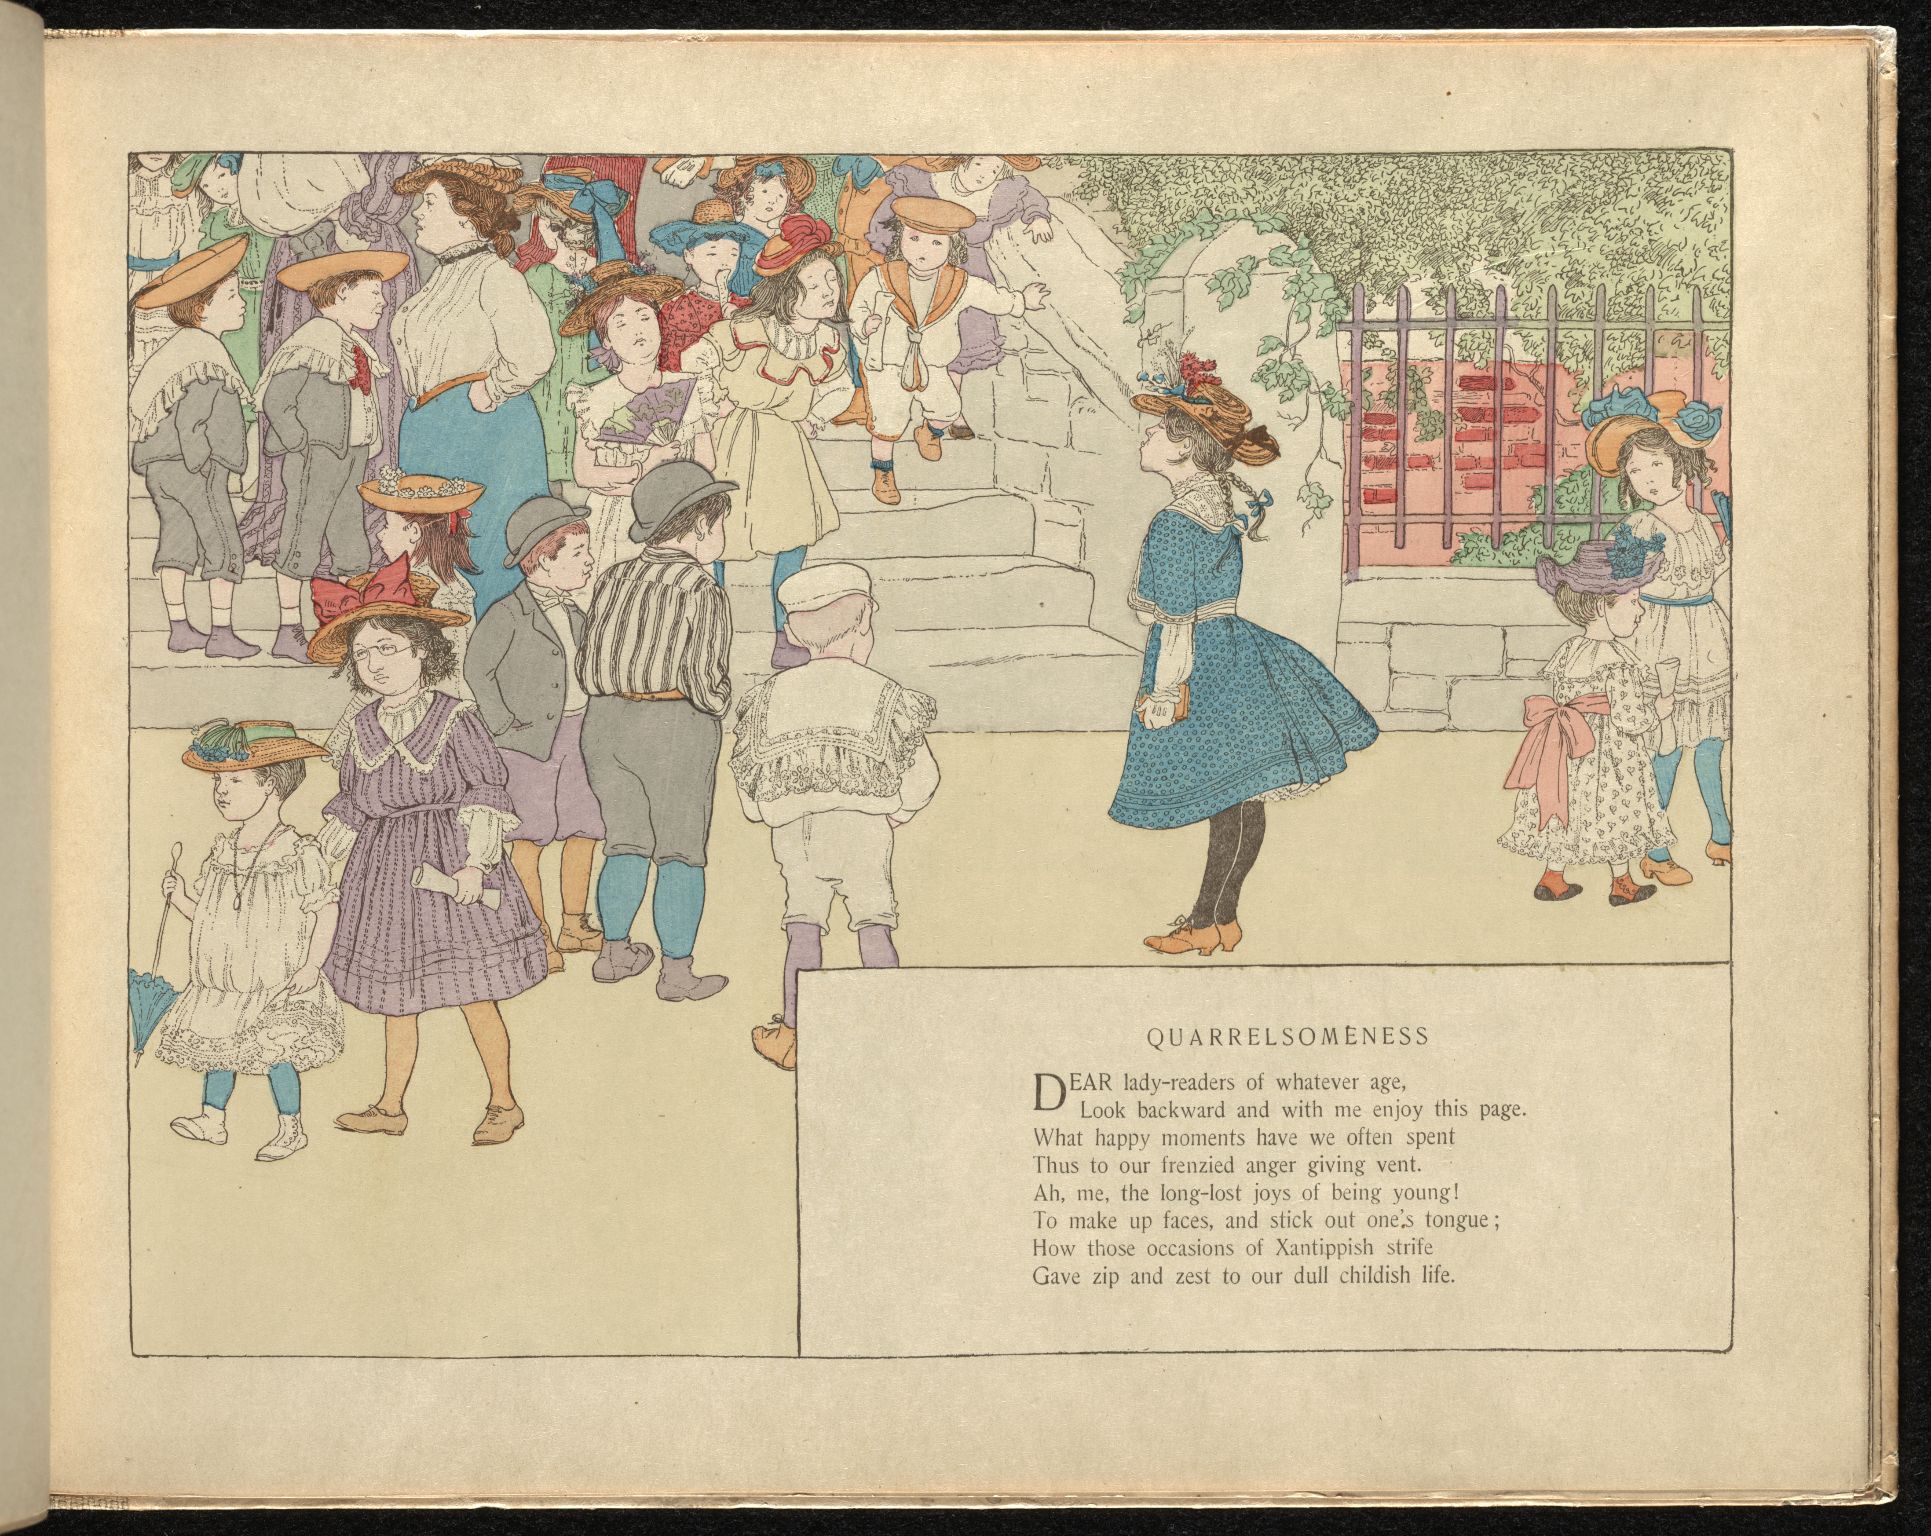 QUARRELSOMENESS
DEAR lady-readers of whatever age,
Look backward and with me enjoy this page.
What happy moments have we often spent
Thus to our frenzied anger giving vent.
Ah, me, the long-lost joys of being young!
To make up faces, and stick out one's tongue;
How those occasions of Xantippish strife
Gave zip and zest to our dull childish life.